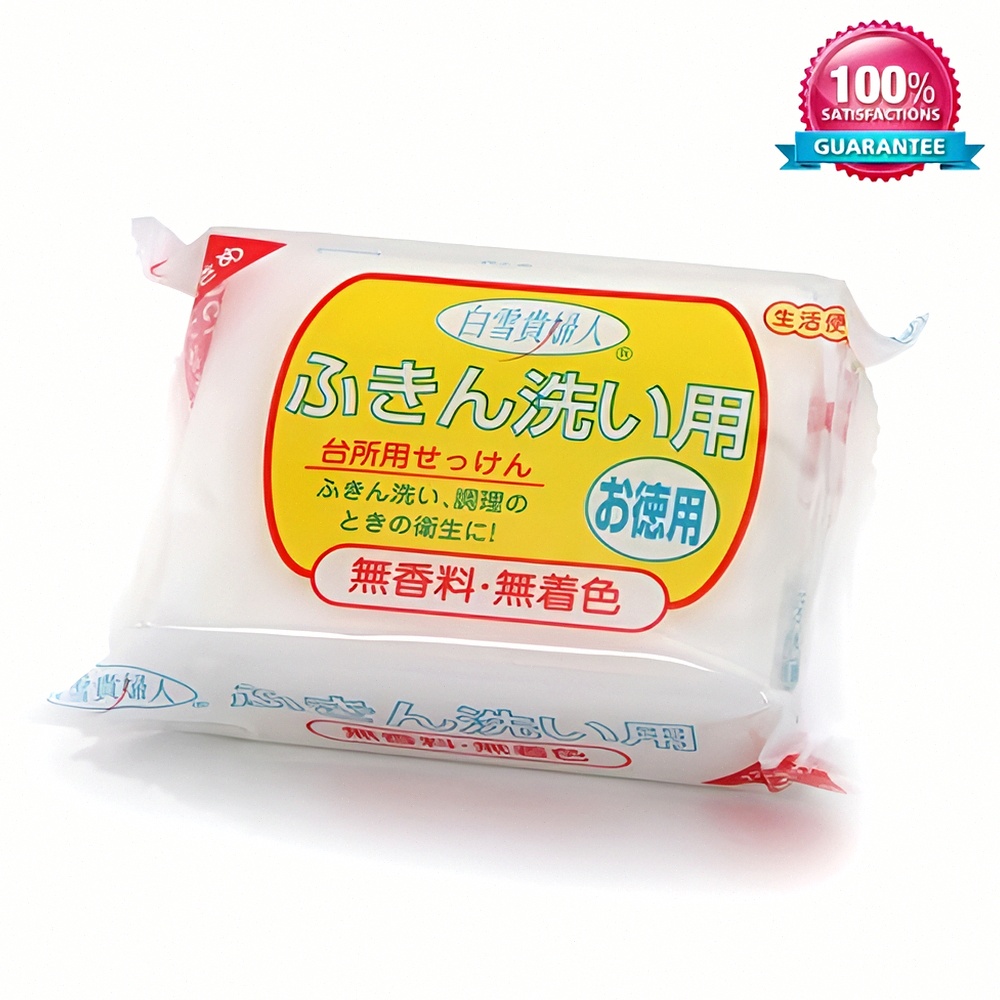 100%
SATISFACTIONS
GUARANTEE
白雪貴婦人
®
生活便
ふきん洗い用
台所用せっけん
ふきん洗い、調理の
ときの衛生に!
お徳用
無香料・無着色
雪貴婦人
®
ふきん洗い用
無香料・無着色